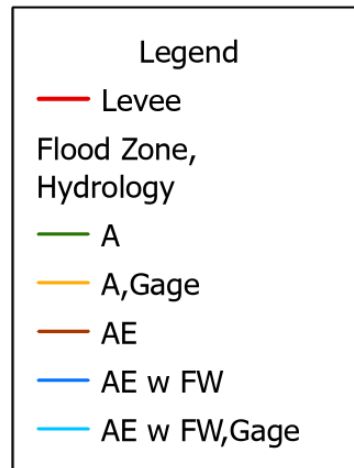 Legend
Levee
Flood Zone,
Hydrology
A
A,Gage
AE
AE w FW
AE w FW,Gage